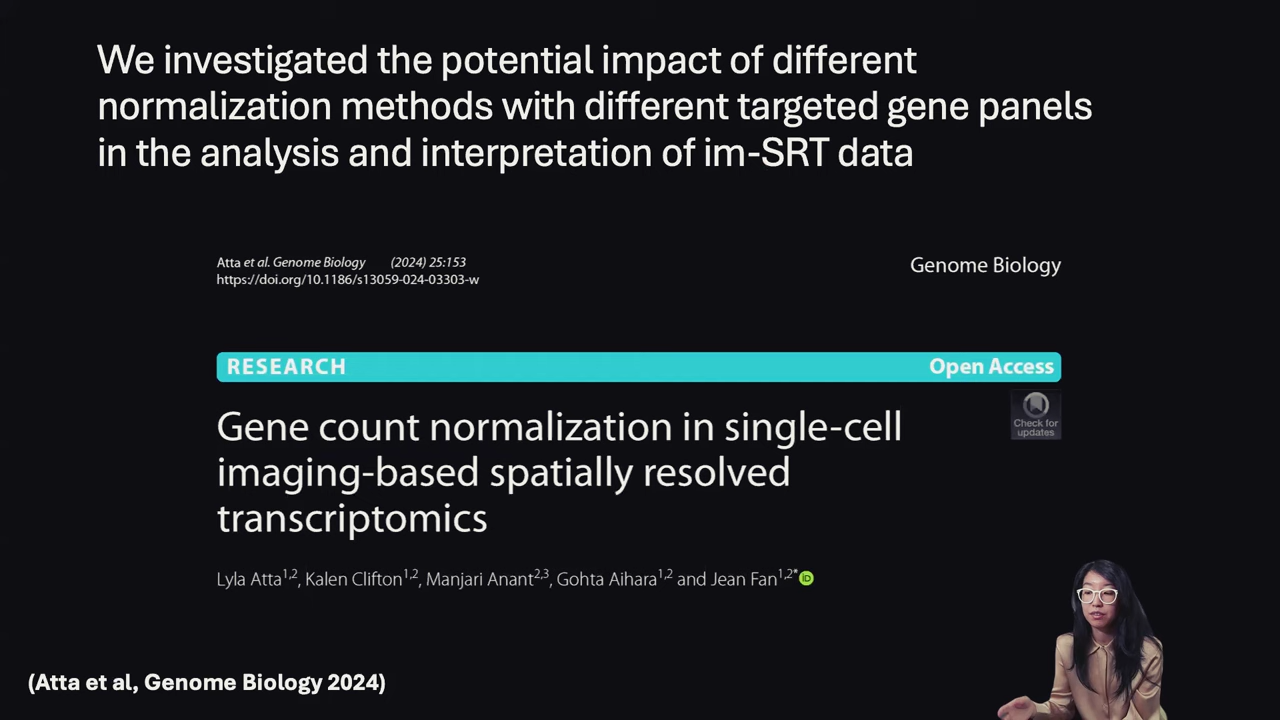 We investigated the potential impact of different
normalization methods with different targeted gene panels
in the analysis and interpretation of im-SRT data
Atta et al. Genome Biology (2024) 25:153
https://doi.org/10.1186/s13059-024-03303-w
Genome Biology
RESEARCH
Open Access
Check for
updates
Gene count normalization in single-cell
imaging-based spatially resolved
transcriptomics
Lyla Atta1,2, Kalen Clifton1,2, Manjari Anant2,3, Gohta Aihara1,2 and Jean Fan1,2* iD
(Atta et al, Genome Biology 2024)